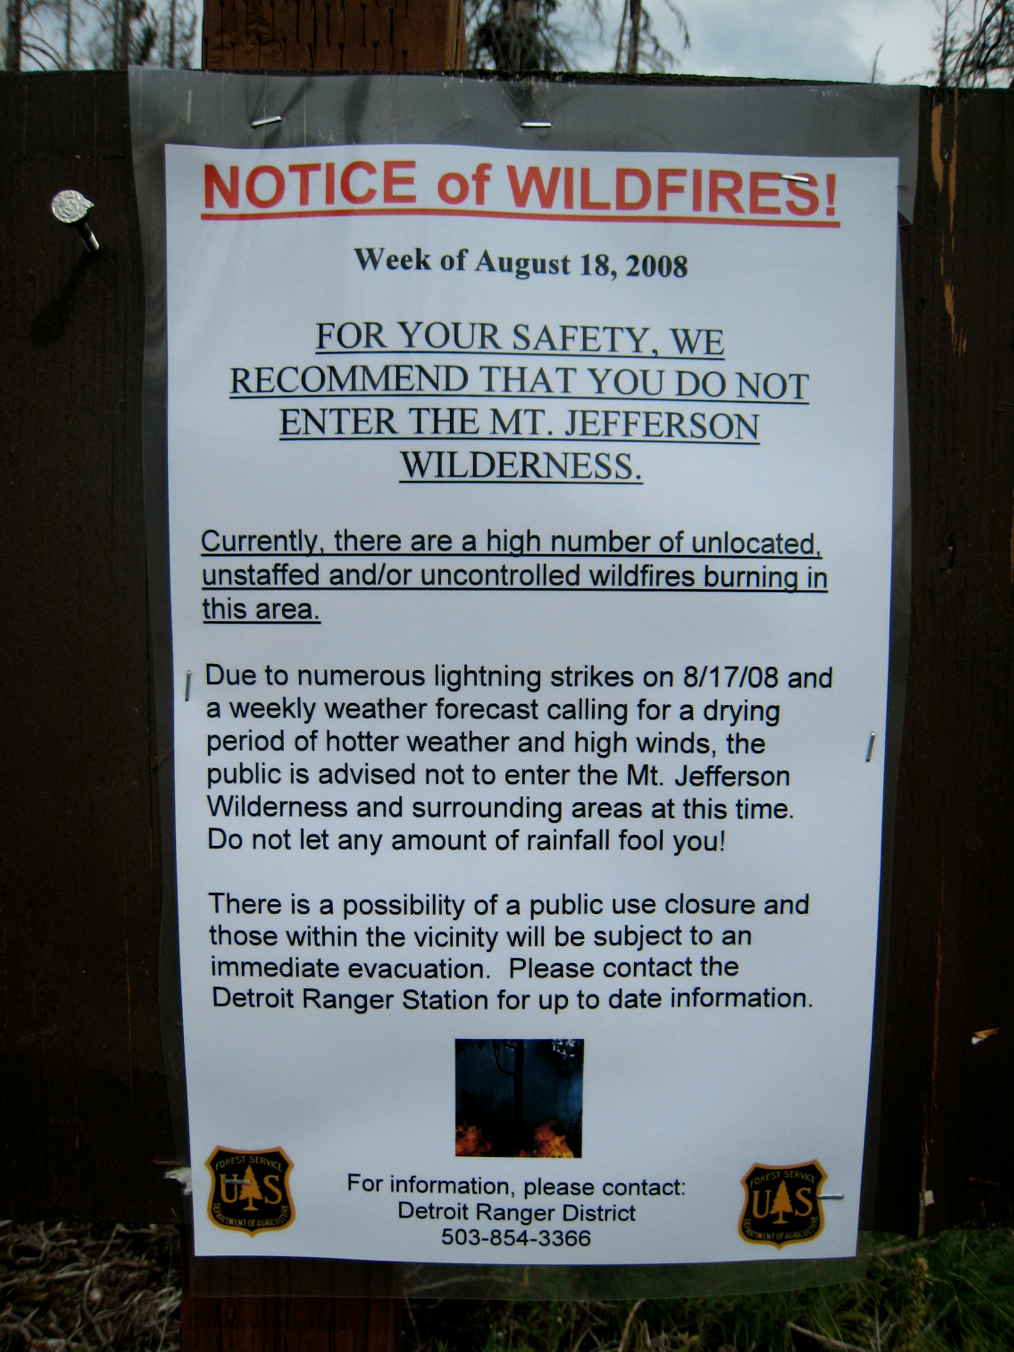 NOTICE of WILDFIRES!
Week of August 18, 2008
FOR YOUR SAFETY, WE
RECOMMEND THAT YOU DO NOT
ENTER THE MT. JEFFERSON
WILDERNESS.
Currently, there are a high number of unlocated,
unstaffed and/or uncontrolled wildfires burning in
this area.
Due to numerous lightning strikes on 8/17/08 and
a weekly weather forecast calling for a drying
period of hotter weather and high winds, the
public is advised not to enter the Mt. Jefferson
Wilderness and surrounding areas at this time.
Do not let any amount of rainfall fool you!
There is a possibility of a public use closure and
those within the vicinity will be subject to an
immediate evacuation.  Please contact the
Detroit Ranger Station for up to date information.
For information, please contact:
Detroit Ranger District
503-854-3366
FOREST SERVICE
U S
DEPARTMENT OF AGRICULTURE
FOREST SERVICE
U S
DEPARTMENT OF AGRICULTURE